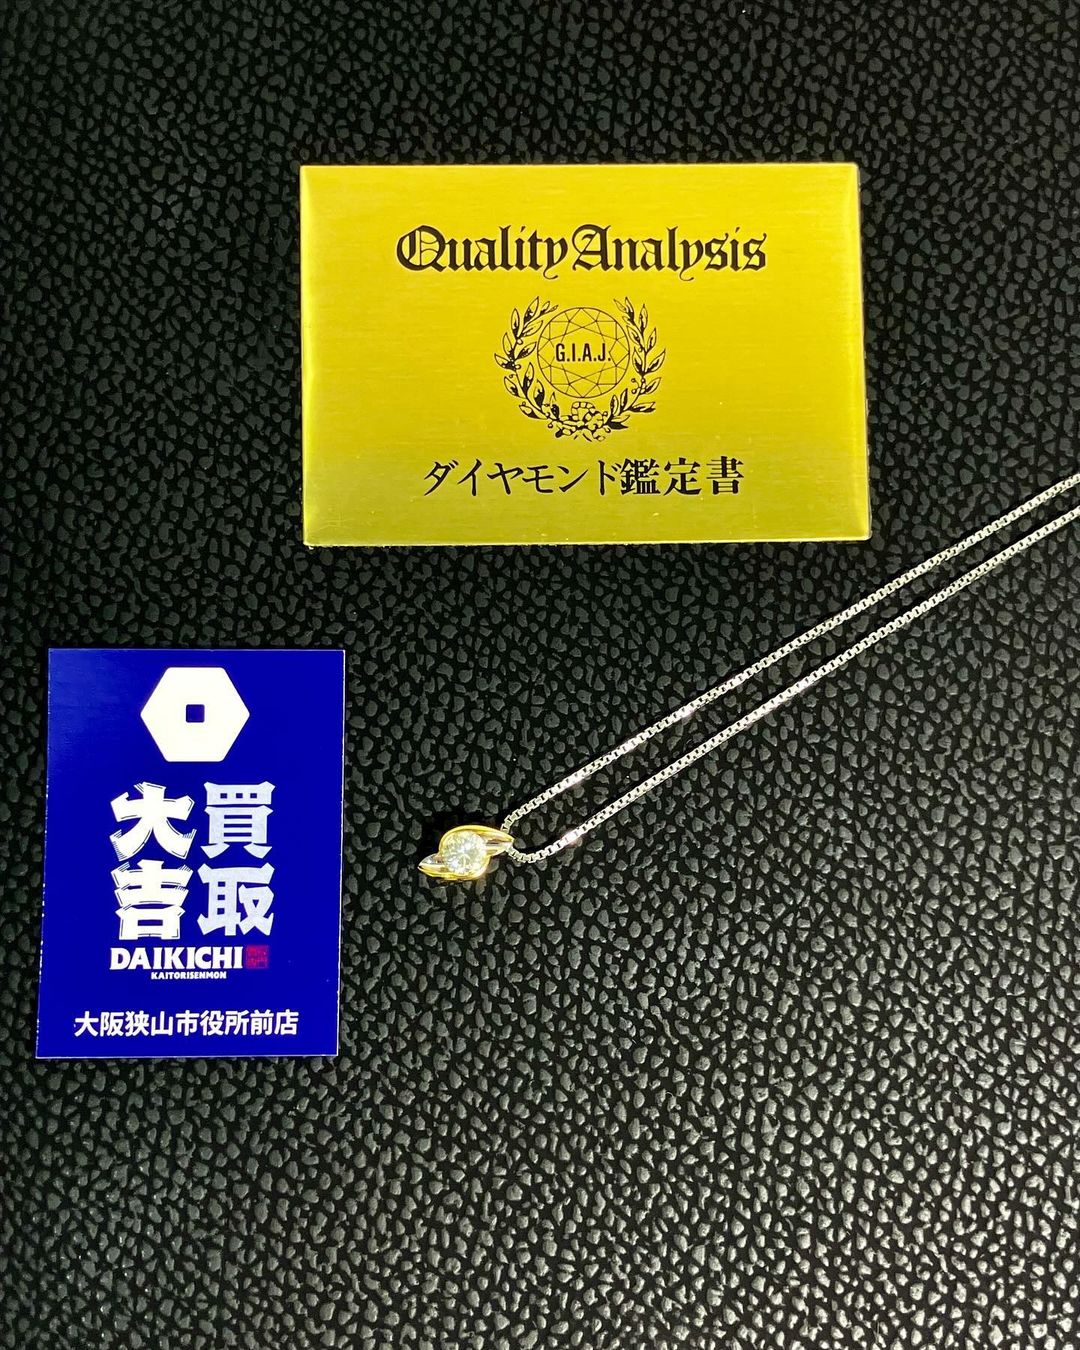 Quality Analysis
G.I.A.J.
ダイヤモンド鑑定書
買取
大吉
DAIKICHI
KAITORISENMON
大阪狭山市役所前店